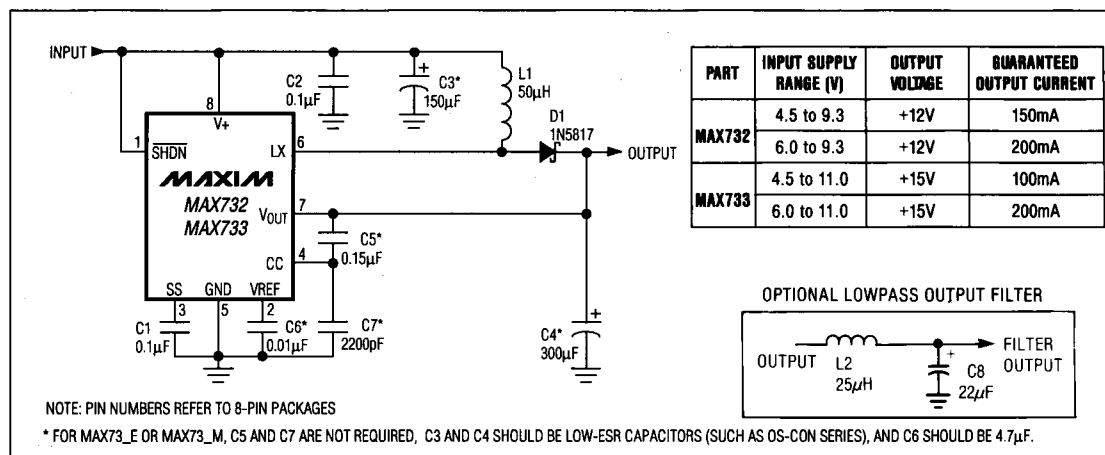 INPUT
C2
0.1µF
+
C3*
150µF
L1
50µH
8
V+
1
SHDN
LX
6
D1
1N5817
OUTPUT
MAXIM
MAX732
MAX733
VOUT
7
C5*
0.15µF
CC
4
SS
GND
VREF
3
5
2
C1
0.1µF
C6*
0.01µF
C7*
2200pF
+
C4*
300µF
PART
INPUT SUPPLY RANGE (V)
OUTPUT VOLTAGE
GUARANTEED OUTPUT CURRENT
MAX732
4.5 to 9.3 +12V 150mA
6.0 to 9.3 +12V 200mA
MAX733
4.5 to 11.0 +15V 100mA
6.0 to 11.0 +15V 200mA
OPTIONAL LOWPASS OUTPUT FILTER
OUTPUT
L2
25µH
+
C8
22µF
FILTER
OUTPUT
NOTE: PIN NUMBERS REFER TO 8-PIN PACKAGES
* FOR MAX73_E OR MAX73_M, C5 AND C7 ARE NOT REQUIRED, C3 AND C4 SHOULD BE LOW-ESR CAPACITORS (SUCH AS OS-CON SERIES), AND C6 SHOULD BE 4.7µF.